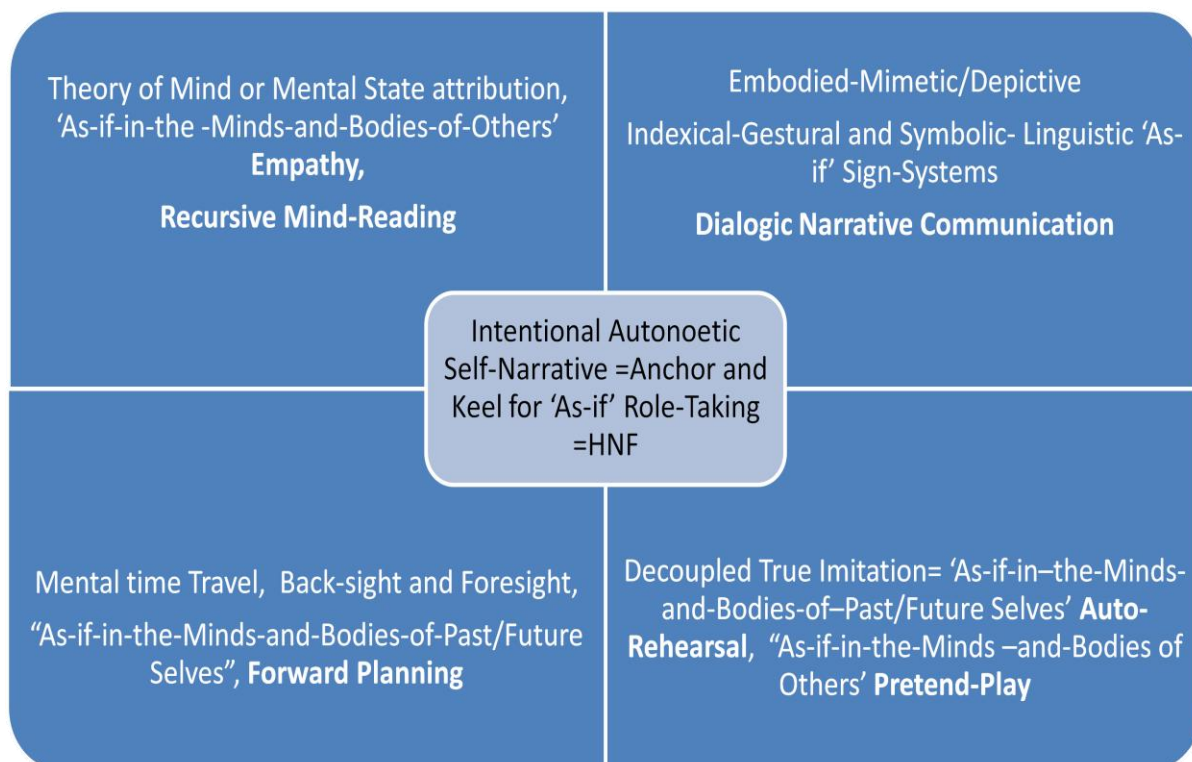 Theory of Mind or Mental State attribution,
‘As-if-in-the -Minds-and-Bodies-of-Others’
Empathy,
Recursive Mind-Reading
Embodied-Mimetic/Depictive
Indexical-Gestural and Symbolic- Linguistic ‘As-
if’ Sign-Systems
Dialogic Narrative Communication
Intentional Autonoetic
Self-Narrative =Anchor and
Keel for ‘As-if’ Role-Taking
=HNF
Mental time Travel,  Back-sight and Foresight,
“As-if-in-the-Minds-and-Bodies-of-Past/Future
Selves”, Forward Planning
Decoupled True Imitation= ‘As-if-in–the-Minds-
and-Bodies-of–Past/Future Selves’ Auto-
Rehearsal,  “As-if-in-the-Minds –and-Bodies of
Others’ Pretend-Play